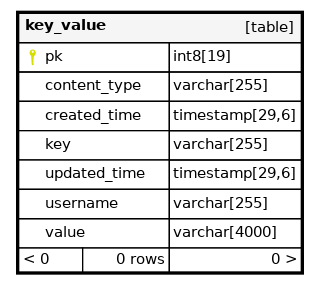 key_value [table]
pk int8[19]
content_type varchar[255]
created_time timestamp[29,6]
key varchar[255]
updated_time timestamp[29,6]
username varchar[255]
value varchar[4000]
< 0 0 rows 0 >